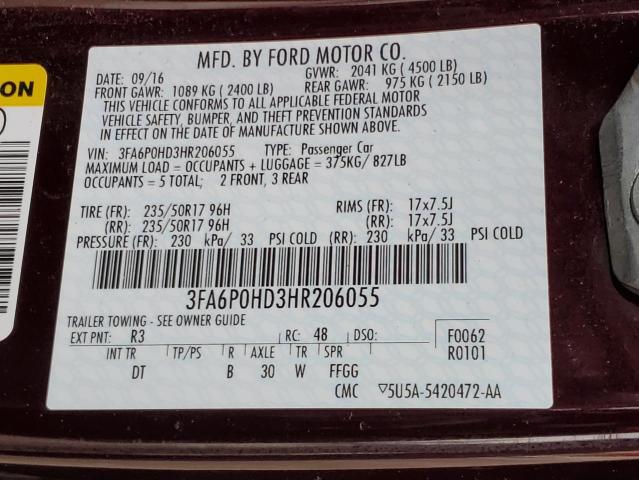 MFD. BY FORD MOTOR CO.
DATE: 09/16 GVWR: 2041 KG ( 4500 LB)
FRONT GAWR: 1089 KG ( 2400 LB) REAR GAWR: 975 KG ( 2150 LB)
THIS VEHICLE CONFORMS TO ALL APPLICABLE FEDERAL MOTOR
VEHICLE SAFETY, BUMPER, AND THEFT PREVENTION STANDARDS
IN EFFECT ON THE DATE OF MANUFACTURE SHOWN ABOVE.
VIN: 3FA6P0HD3HR206055 TYPE: Passenger Car
MAXIMUM LOAD = OCCUPANTS + LUGGAGE = 375KG/ 827LB
OCCUPANTS = 5 TOTAL; 2 FRONT, 3 REAR
TIRE (FR): 235/50R17 96H RIMS (FR): 17x7.5J
(RR): 235/50R17 96H (RR): 17x7.5J
PRESSURE (FR): 230 kPa/ 33 PSI COLD (RR): 230 kPa/ 33 PSI COLD
3FA6P0HD3HR206055
TRAILER TOWING - SEE OWNER GUIDE
EXT PNT: R3 RC: 48 DSO: F0062
R0101
INT TR TP/PS R AXLE TR SPR
DT B 30 W FFGG
CMC ▽5U5A-5420472-AA
ON